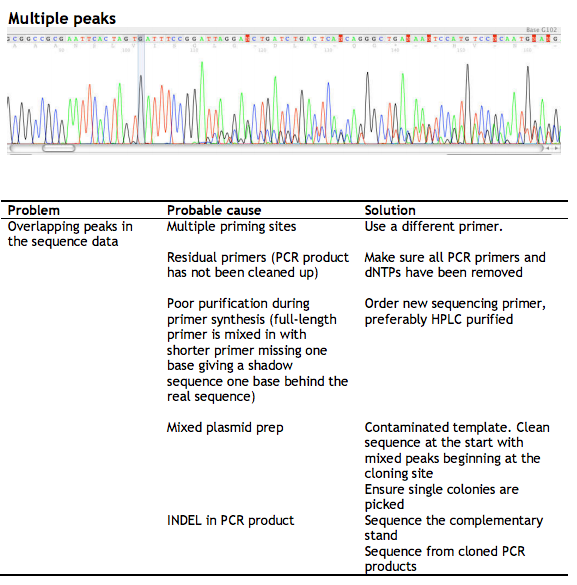 Multiple peaks
Base G102
GCGGCCGCGAATTCACTAGTGATTTCCGGATTAGGANCTGATCTGACTCANCAGGGCTGANAANTCCATGTCCNCAATGNANG
Problem Probable cause Solution
Overlapping peaks in Multiple priming sites Use a different primer.
the sequence data
Residual primers (PCR product Make sure all PCR primers and
has not been cleaned up) dNTPs have been removed
Poor purification during Order new sequencing primer,
primer synthesis (full-length preferably HPLC purified
primer is mixed in with
shorter primer missing one
base giving a shadow
sequence one base behind the
real sequence)
Mixed plasmid prep Contaminated template. Clean
sequence at the start with
mixed peaks beginning at the
cloning site
Ensure single colonies are
picked
INDEL in PCR product Sequence the complementary
stand
Sequence from cloned PCR
products